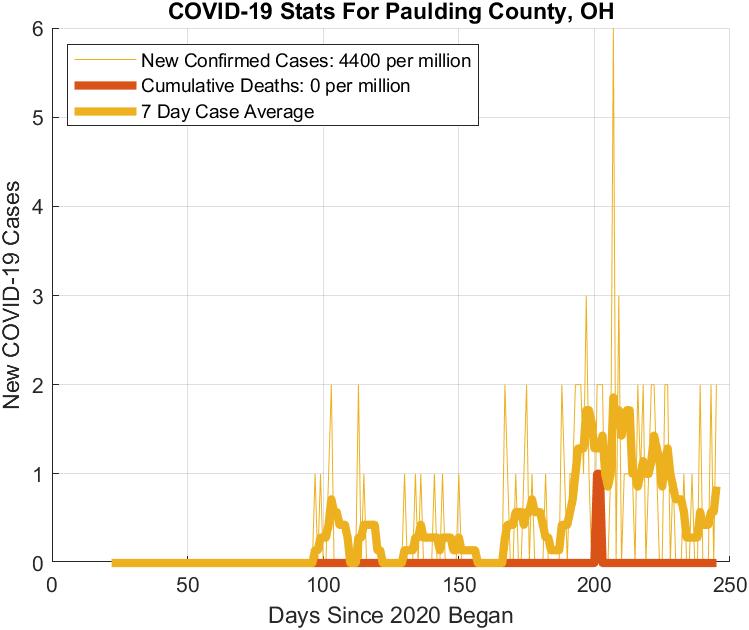 COVID-19 Stats For Paulding County, OH
New Confirmed Cases: 4400 per million
Cumulative Deaths: 0 per million
7 Day Case Average
New COVID-19 Cases
6
5
4
3
2
1
0
0 50 100 150 200 250
Days Since 2020 Began